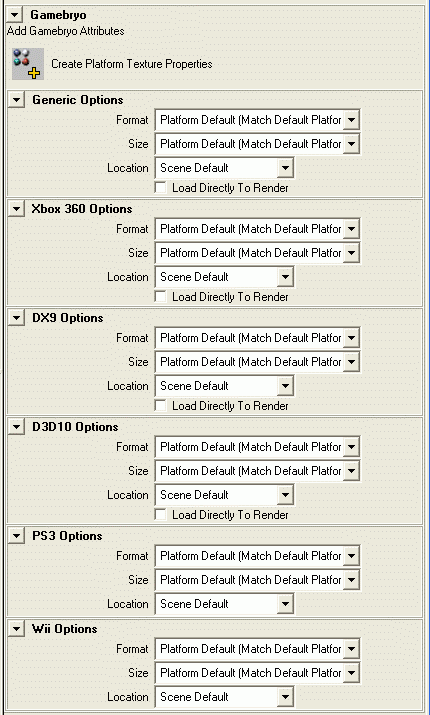 Gamebryo
Add Gamebryo Attributes
Create Platform Texture Properties
Generic Options
Format Platform Default (Match Default Platfor
Size Platform Default (Match Default Platfor
Location Scene Default
Load Directly To Render
Xbox 360 Options
Format Platform Default (Match Default Platfor
Size Platform Default (Match Default Platfor
Location Scene Default
Load Directly To Render
DX9 Options
Format Platform Default (Match Default Platfor
Size Platform Default (Match Default Platfor
Location Scene Default
Load Directly To Render
D3D10 Options
Format Platform Default (Match Default Platfor
Size Platform Default (Match Default Platfor
Location Scene Default
Load Directly To Render
PS3 Options
Format Platform Default (Match Default Platfor
Size Platform Default (Match Default Platfor
Location Scene Default
Wii Options
Format Platform Default (Match Default Platfor
Size Platform Default (Match Default Platfor
Location Scene Default